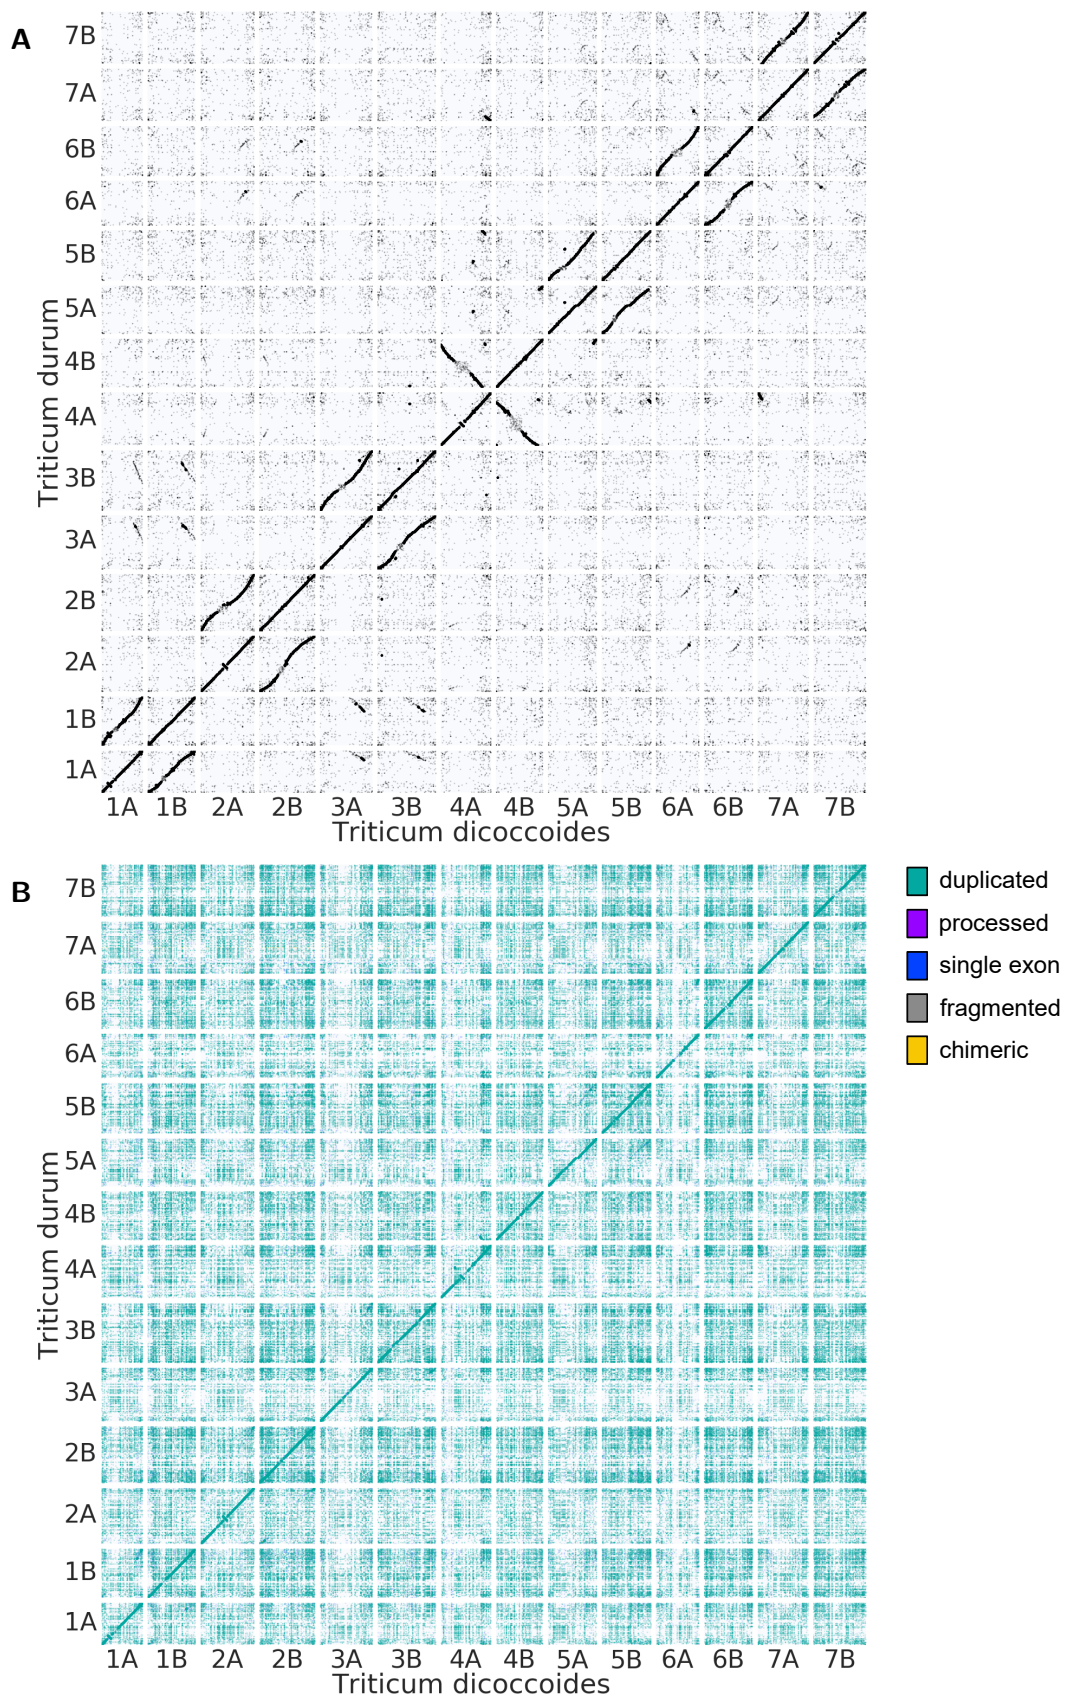 A
7B
7A
6B
6A
5B
5A
4B
4A
3B
3A
2B
2A
1B
1A
Triticum durum
1A 1B 2A 2B 3A 3B 4A 4B 5A 5B 6A 6B 7A 7B
Triticum dicoccoides
B
7B
7A
6B
6A
5B
5A
4B
4A
3B
3A
2B
2A
1B
1A
Triticum durum
1A 1B 2A 2B 3A 3B 4A 4B 5A 5B 6A 6B 7A 7B
Triticum dicoccoides
duplicated
processed
single exon
fragmented
chimeric